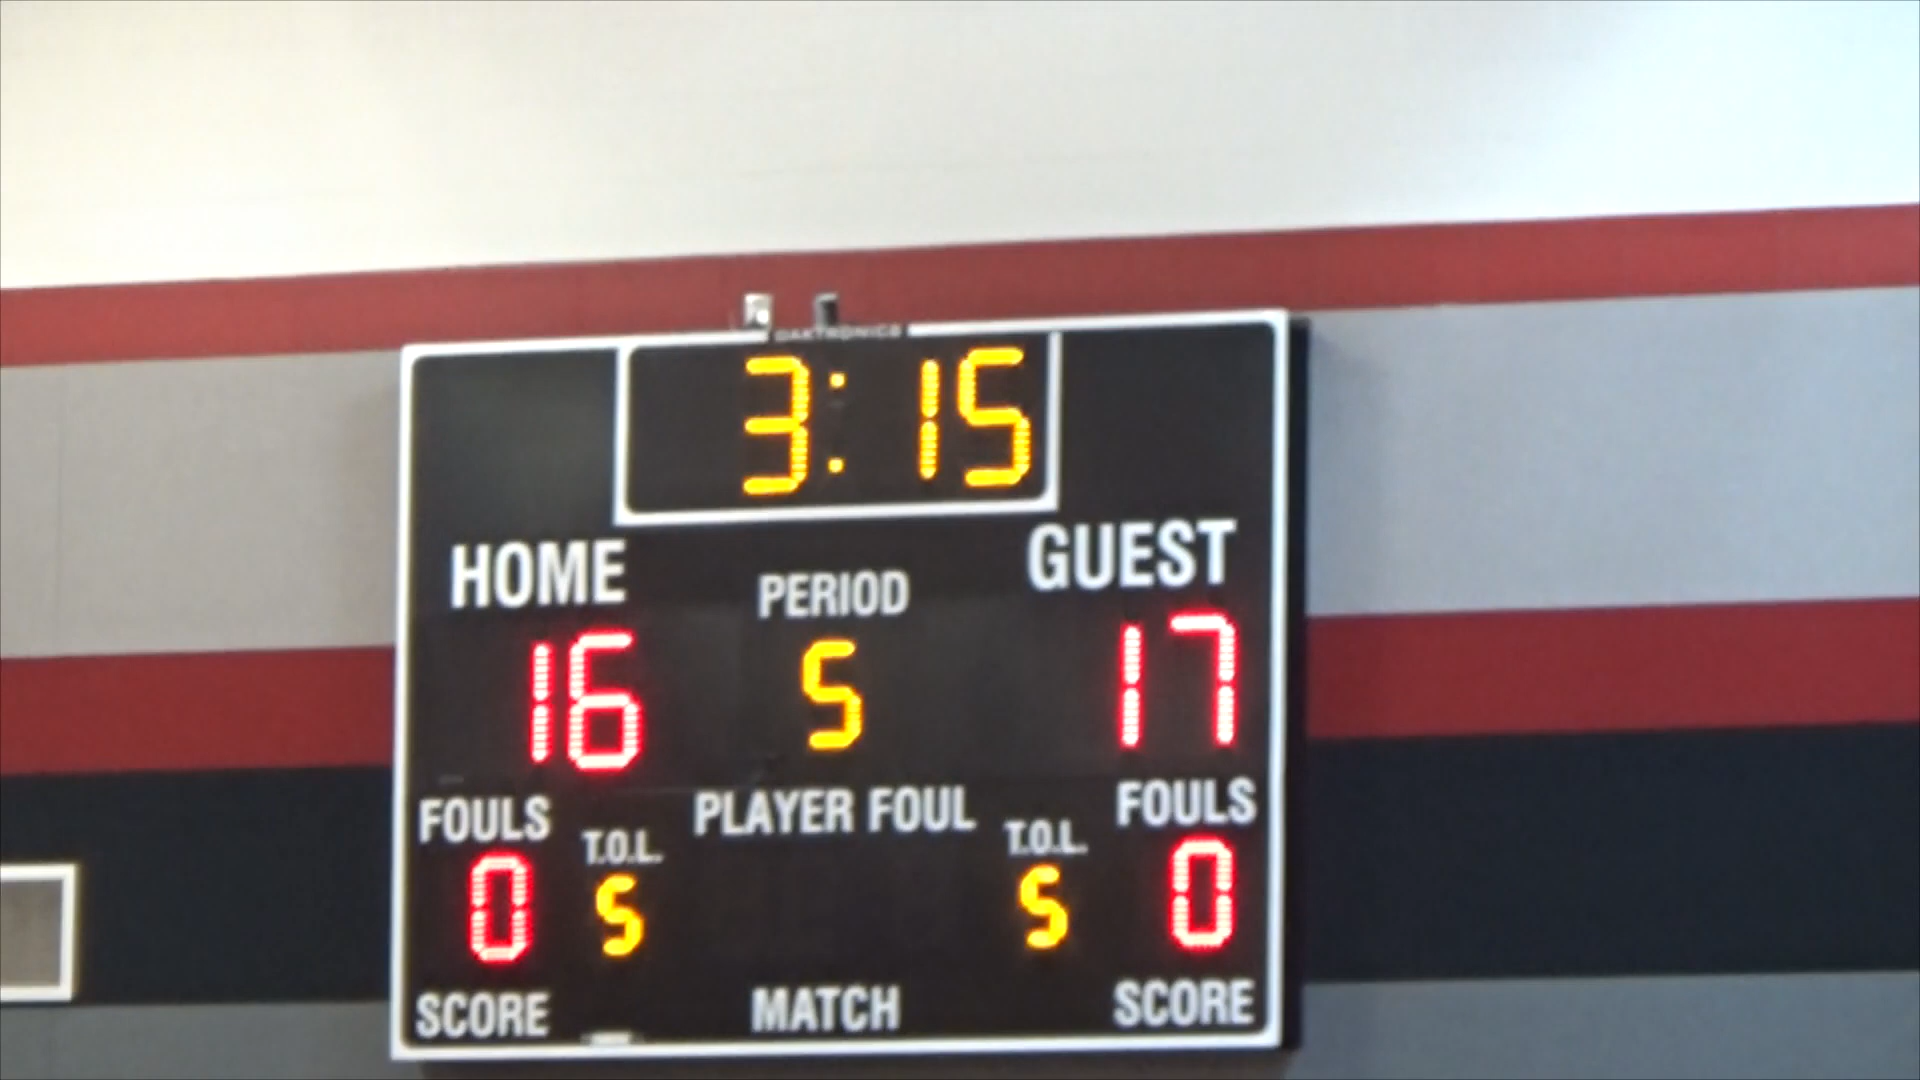 DAKTRONICS
3:15
HOME PERIOD GUEST
16 5 17
FOULS T.O.L. PLAYER FOUL T.O.L. FOULS
0 5 5 0
SCORE MATCH SCORE